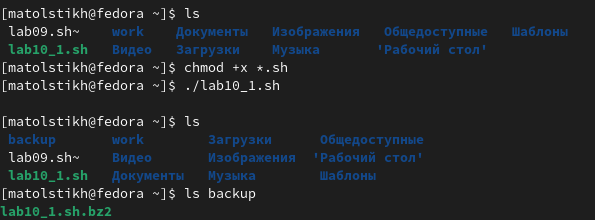 [matolstikh@fedora ~]$ ls
lab09.sh~ work Документы Изображения Общедоступные Шаблоны
lab10_1.sh Видео Загрузки Музыка 'Рабочий стол'
[matolstikh@fedora ~]$ chmod +x *.sh
[matolstikh@fedora ~]$ ./lab10_1.sh
[matolstikh@fedora ~]$ ls
backup work Загрузки Общедоступные
lab09.sh~ Видео Изображения 'Рабочий стол'
lab10_1.sh Документы Музыка Шаблоны
[matolstikh@fedora ~]$ ls backup
lab10_1.sh.bz2